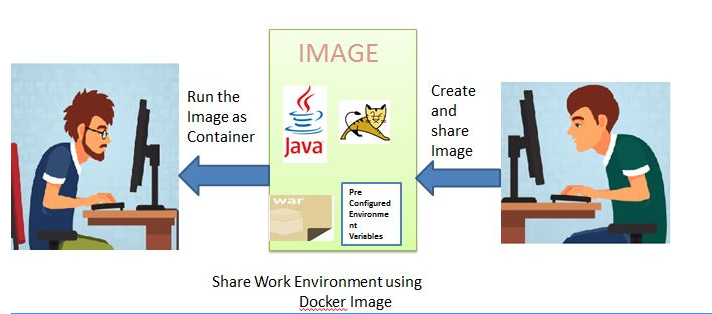 IMAGE
Run the
Image as
Container
Java
Create
and
share
Image
war
Pre
Configured
Environme
nt
Variables
Share Work Environment using
Docker Image